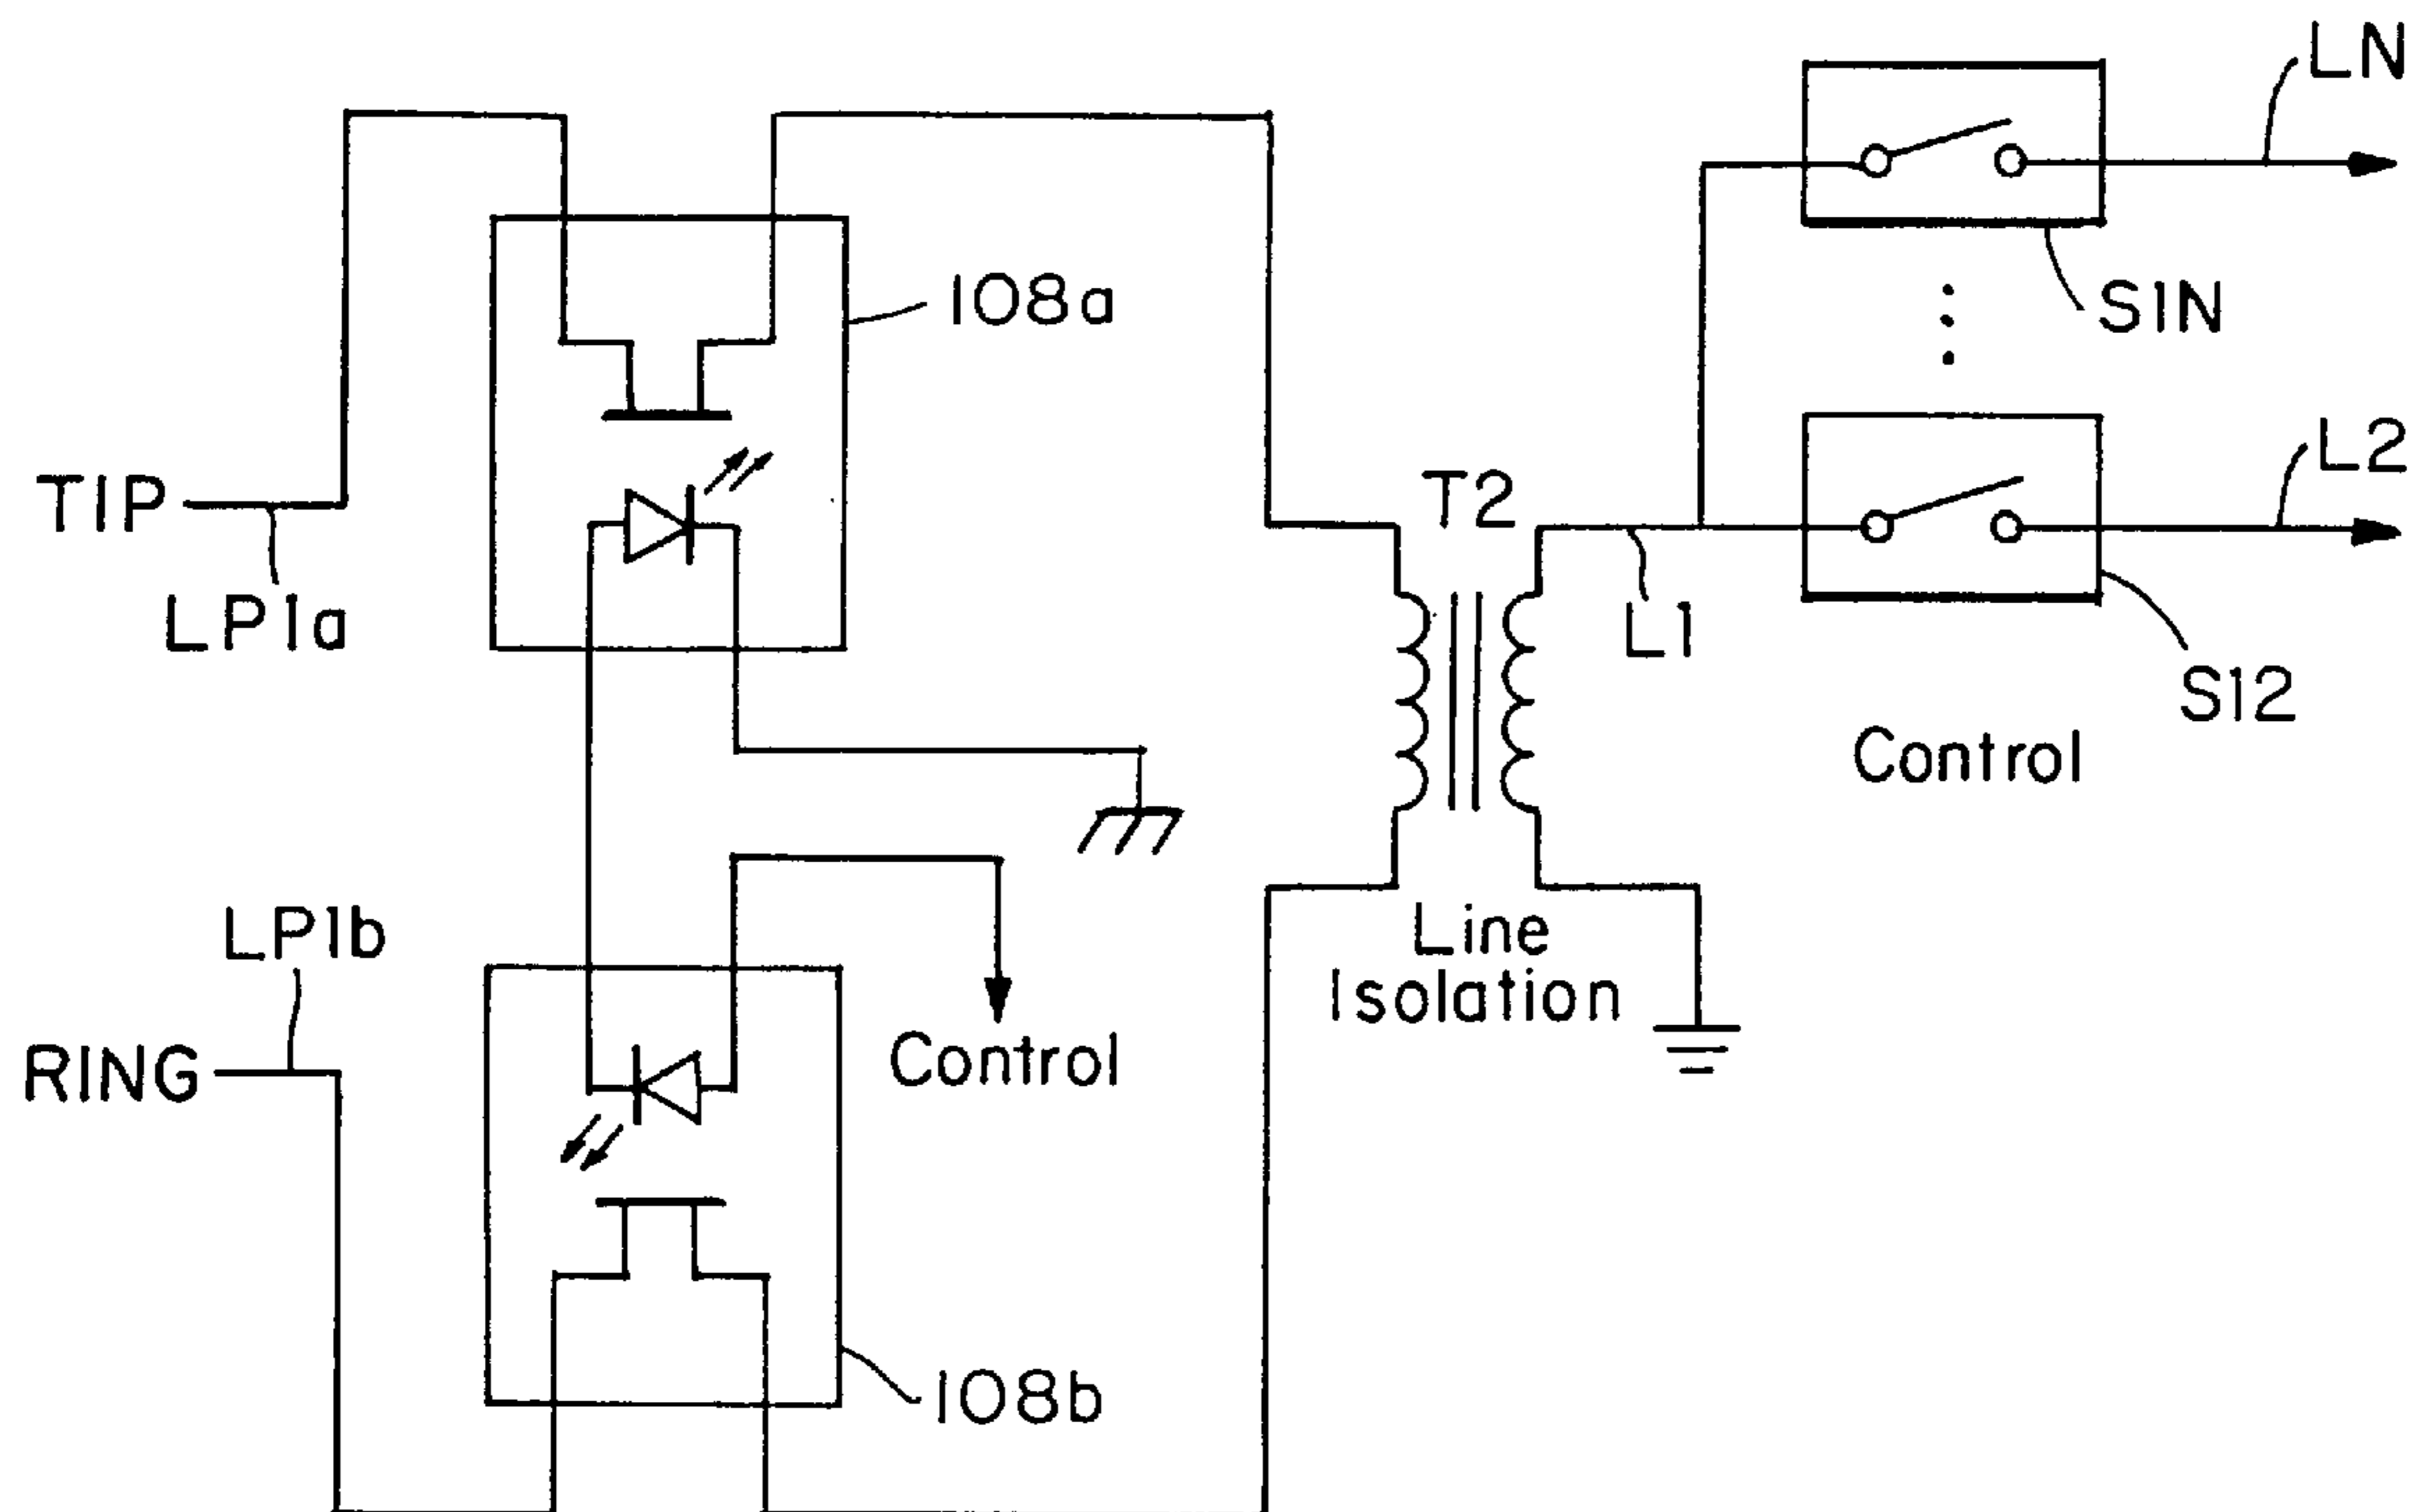 LN
108a
S1N
TIP
T2
L2
LP1a
L1
S12
Control
LP1b
Line
Isolation
RING
Control
108b